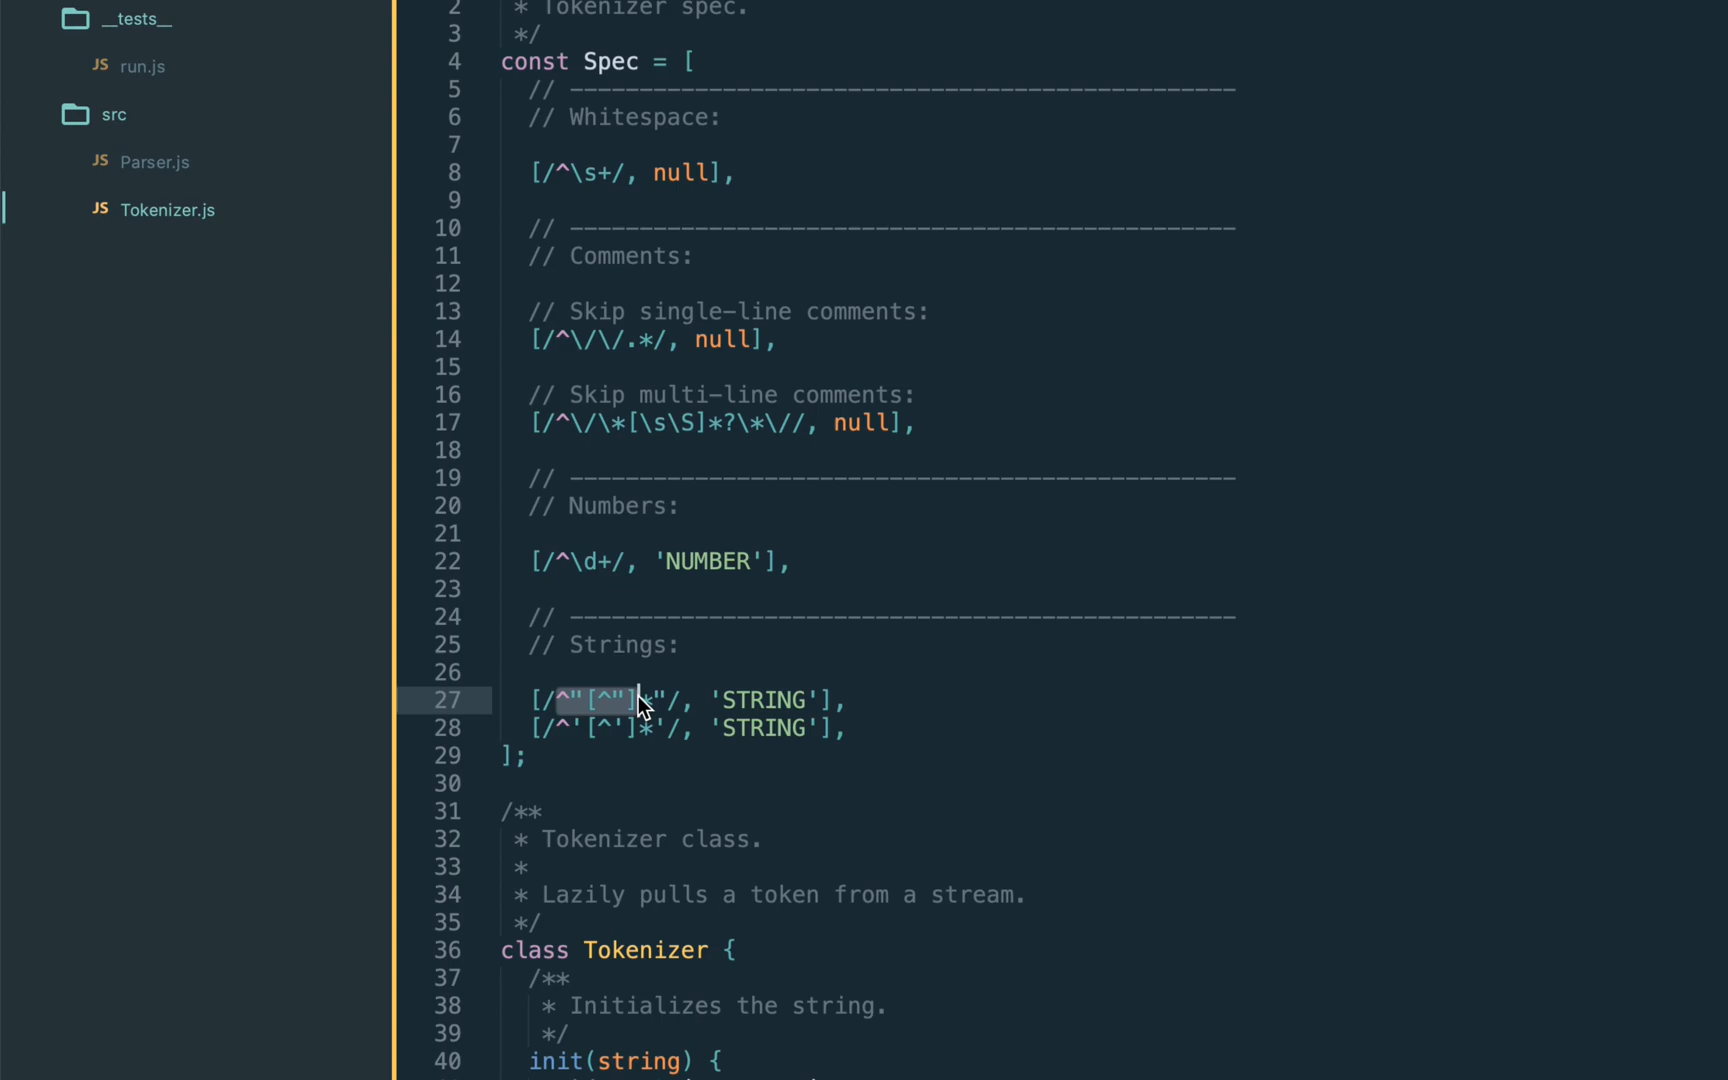 __tests__
JS run.js
src
JS Parser.js
JS Tokenizer.js
2 * Tokenizer spec.
3 */
4 const Spec = [
5 // ------------------------------------------------
6 // Whitespace:
7
8 [/^\s+/, null],
9
10 // ------------------------------------------------
11 // Comments:
12
13 // Skip single-line comments:
14 [/^\/\/.*/, null],
15
16 // Skip multi-line comments:
17 [/^\/\*[\s\S]*?\*\//, null],
18
19 // ------------------------------------------------
20 // Numbers:
21
22 [/^\d+/, 'NUMBER'],
23
24 // ------------------------------------------------
25 // Strings:
26
27 [/^"[^"]*"/, 'STRING'],
28 [/^'[^']*'/, 'STRING'],
29 ];
30
31 /**
32 * Tokenizer class.
33 *
34 * Lazily pulls a token from a stream.
35 */
36 class Tokenizer {
37 /**
38 * Initializes the string.
39 */
40 init(string) {